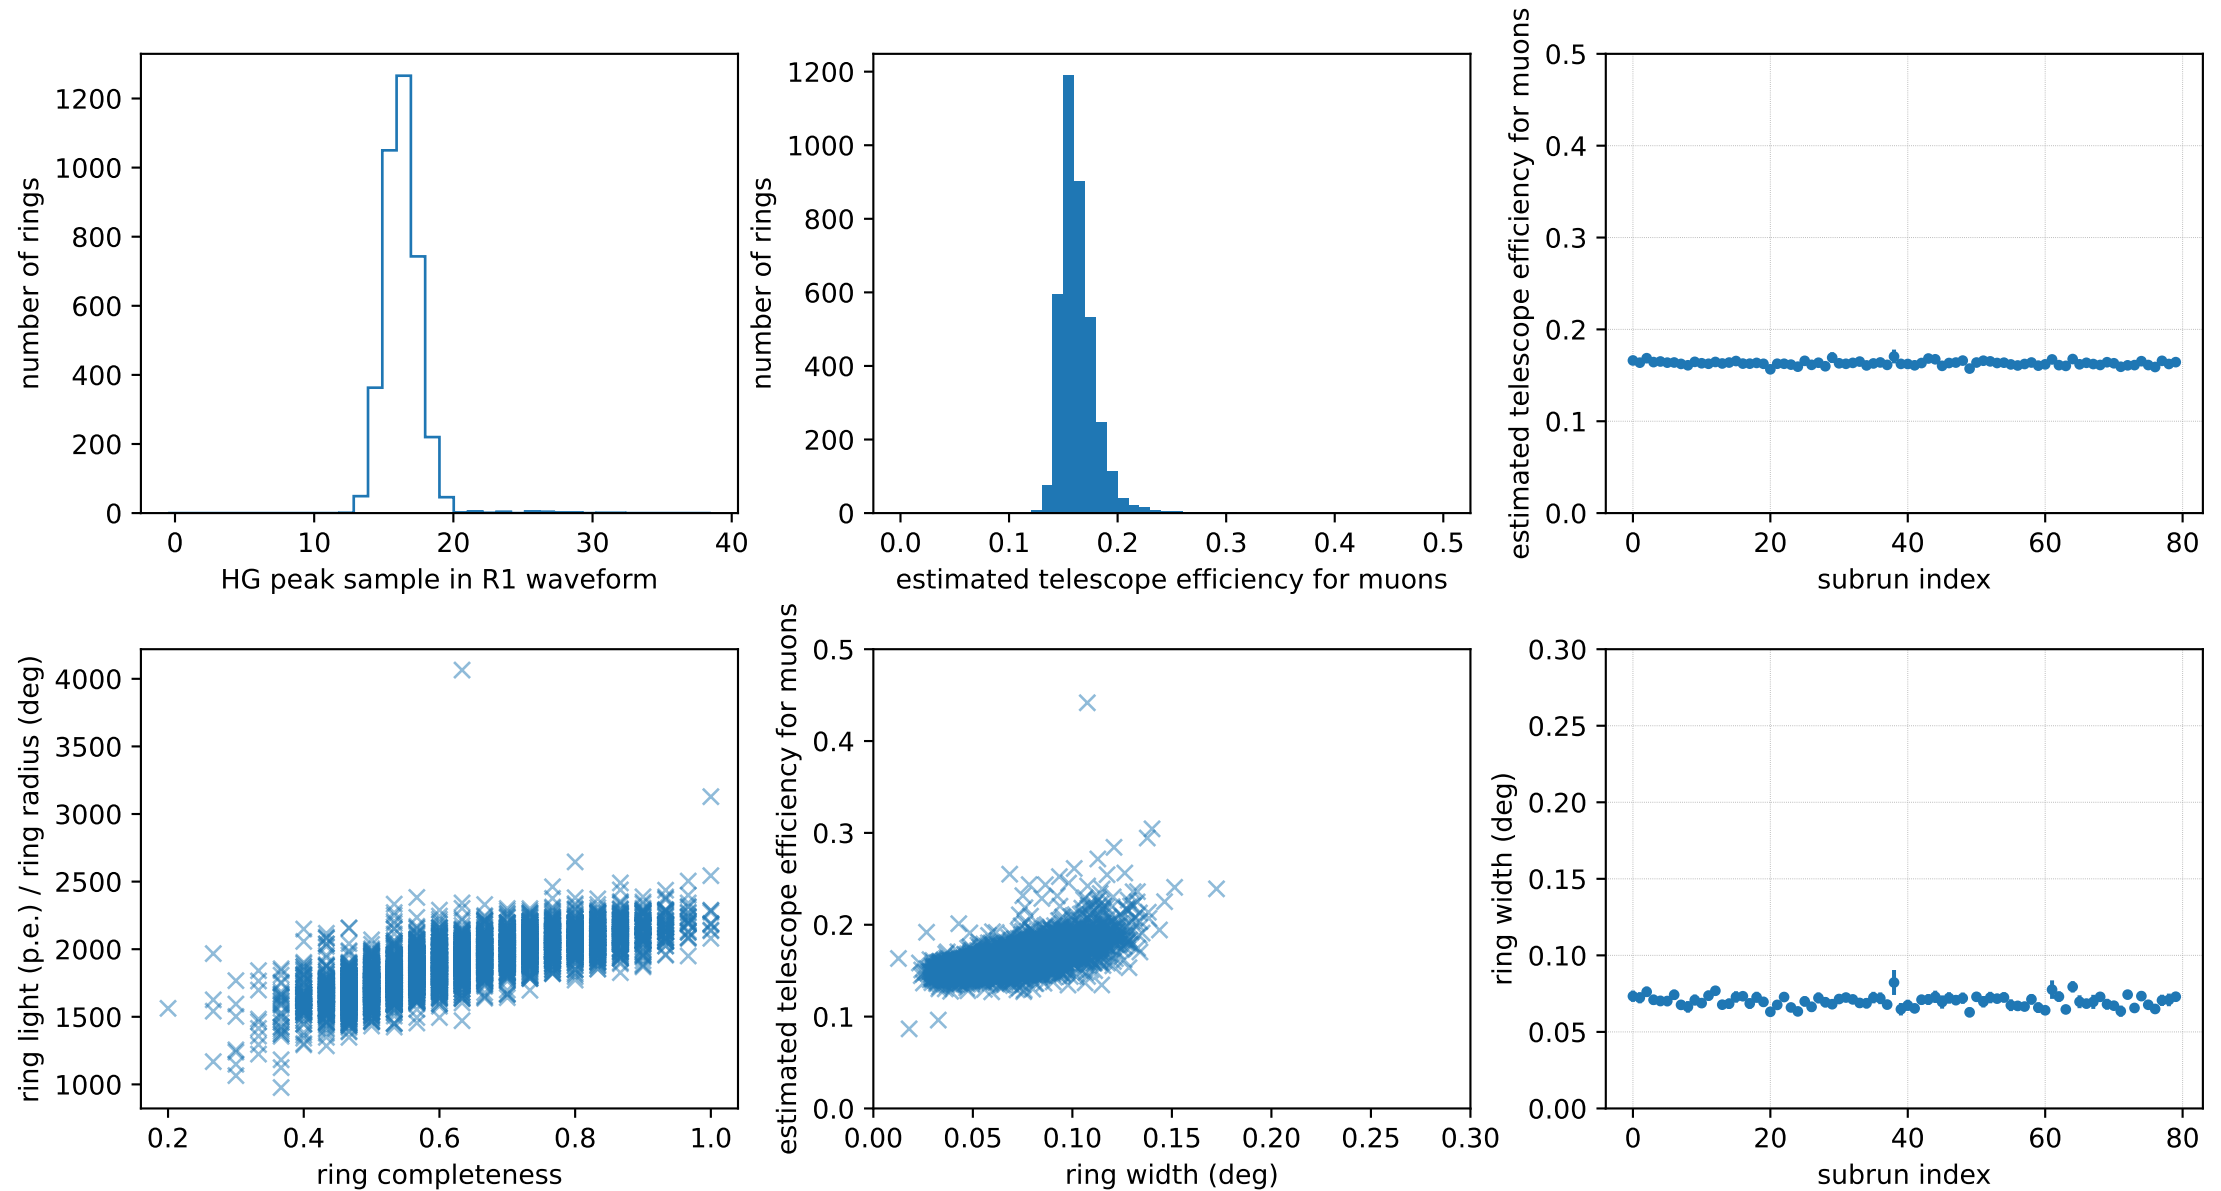 number of rings
1200
1000
800
600
400
200
0
0 10 20 30 40
HG peak sample in R1 waveform
number of rings
1200
1000
800
600
400
200
0
0.0 0.1 0.2 0.3 0.4 0.5
estimated telescope efficiency for muons
estimated telescope efficiency for muons
0.5
0.4
0.3
0.2
0.1
0.0
0 20 40 60 80
subrun index
ring light (p.e.) / ring radius (deg)
4000
3500
3000
2500
2000
1500
1000
0.2 0.4 0.6 0.8 1.0
ring completeness
estimated telescope efficiency for muons
0.5
0.4
0.3
0.2
0.1
0.0
0.00 0.05 0.10 0.15 0.20 0.25 0.30
ring width (deg)
ring width (deg)
0.30
0.25
0.20
0.15
0.10
0.05
0.00
0 20 40 60 80
subrun index